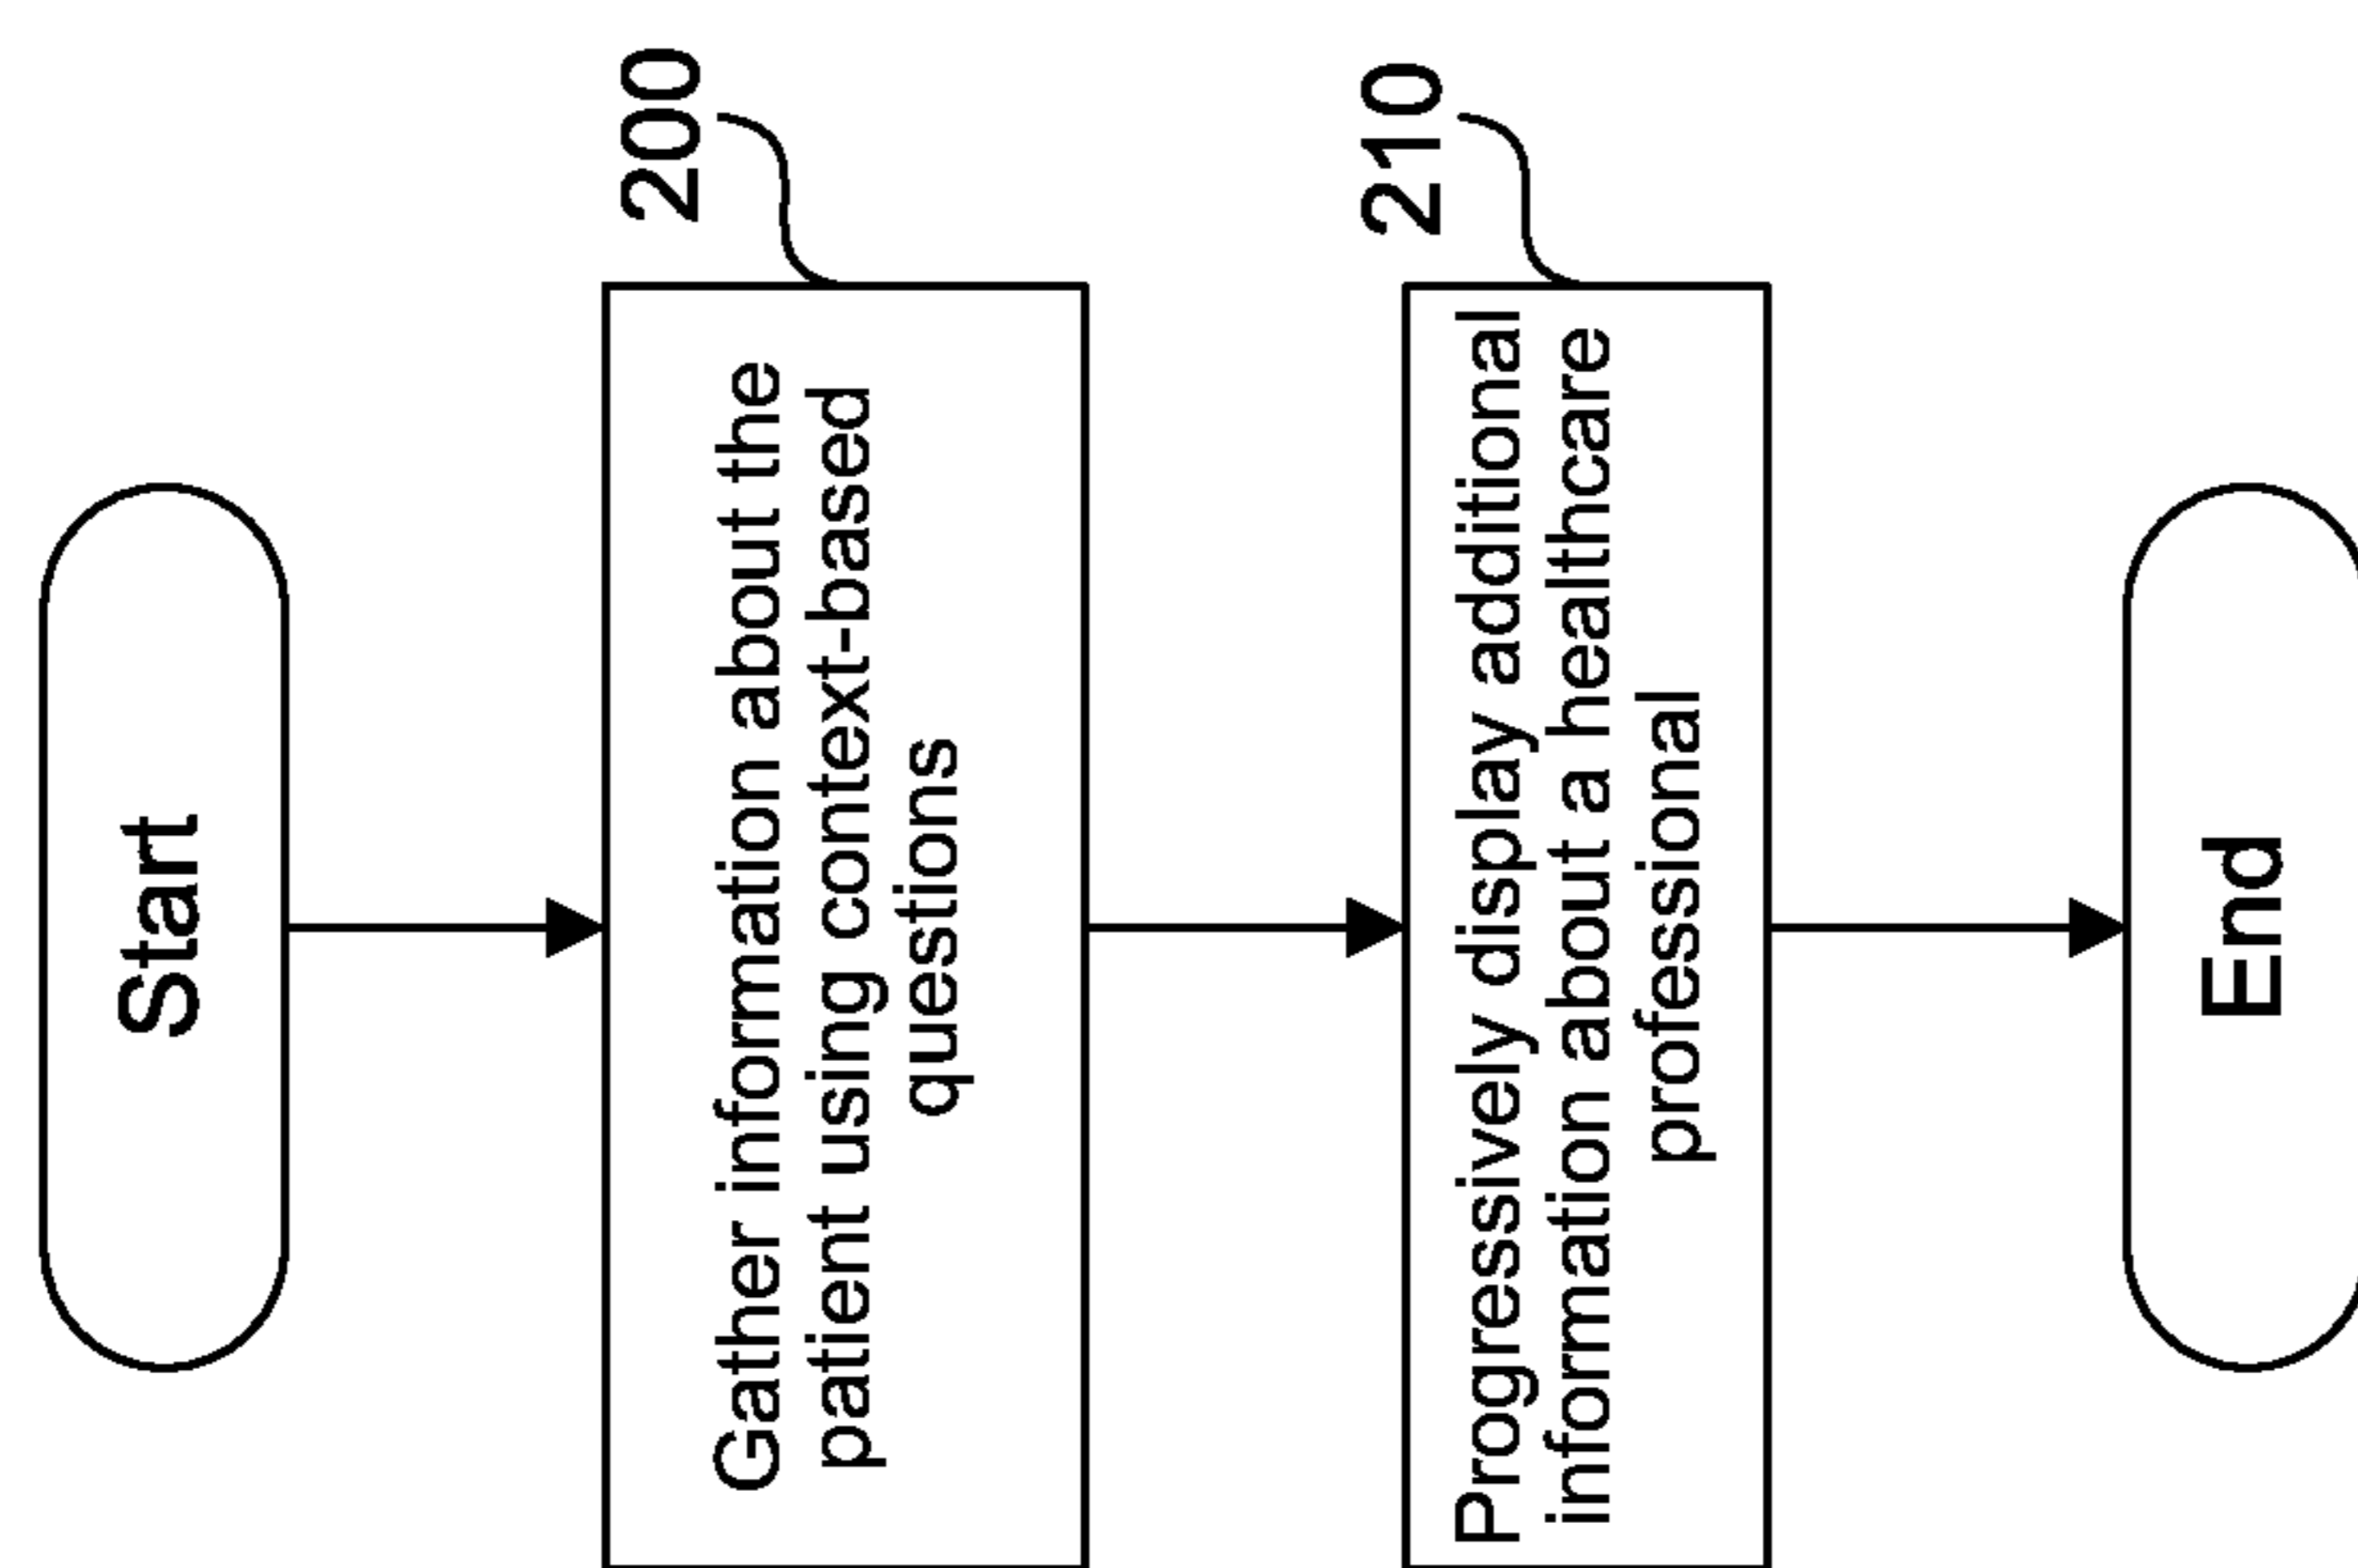 Start
200
Gather information about the
patient using context-based
questions
210
Progressively display additional
information about a healthcare
professional
End